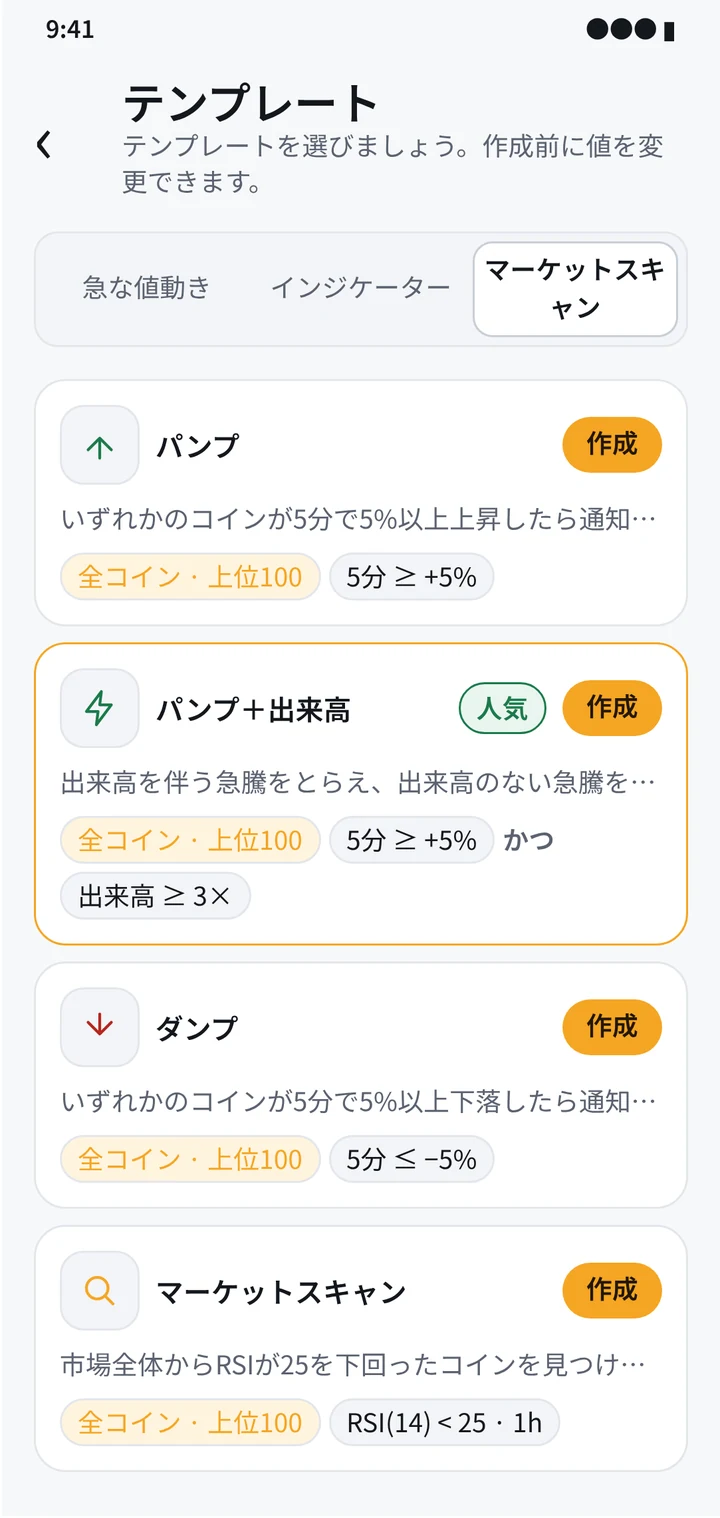 9:41
テンプレート
テンプレートを選びましょう。作成前に値を変
更できます。
急な値動き
インジケーター
マーケットスキ
ャン
パンプ
作成
いずれかのコインが5分で5%以上上昇したら通知…
全コイン · 上位100
5分 ≥ +5%
パンプ＋出来高
人気
作成
出来高を伴う急騰をとらえ、出来高のない急騰を…
全コイン · 上位100
5分 ≥ +5%
かつ
出来高 ≥ 3×
ダンプ
作成
いずれかのコインが5分で5%以上下落したら通知…
全コイン · 上位100
5分 ≤ −5%
マーケットスキャン
作成
市場全体からRSIが25を下回ったコインを見つけ…
全コイン · 上位100
RSI(14) < 25 · 1h